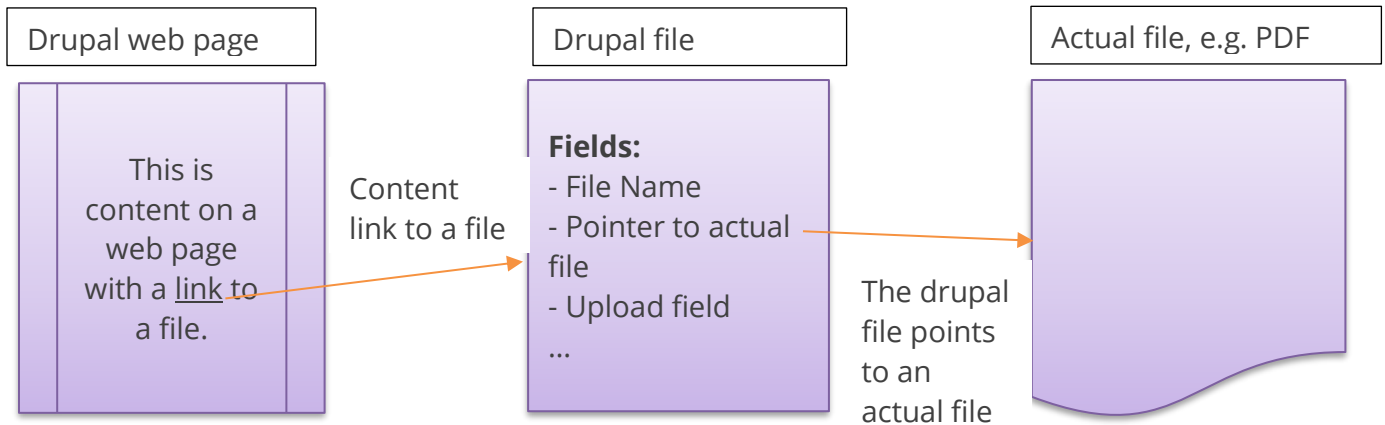 Drupal web page
Drupal file
Actual file, e.g. PDF
This is
content on a
web page
with a link to
a file.
Content
link to a file
Fields:
- File Name
- Pointer to actual
file
- Upload field
...
The drupal
file points
to an
actual file